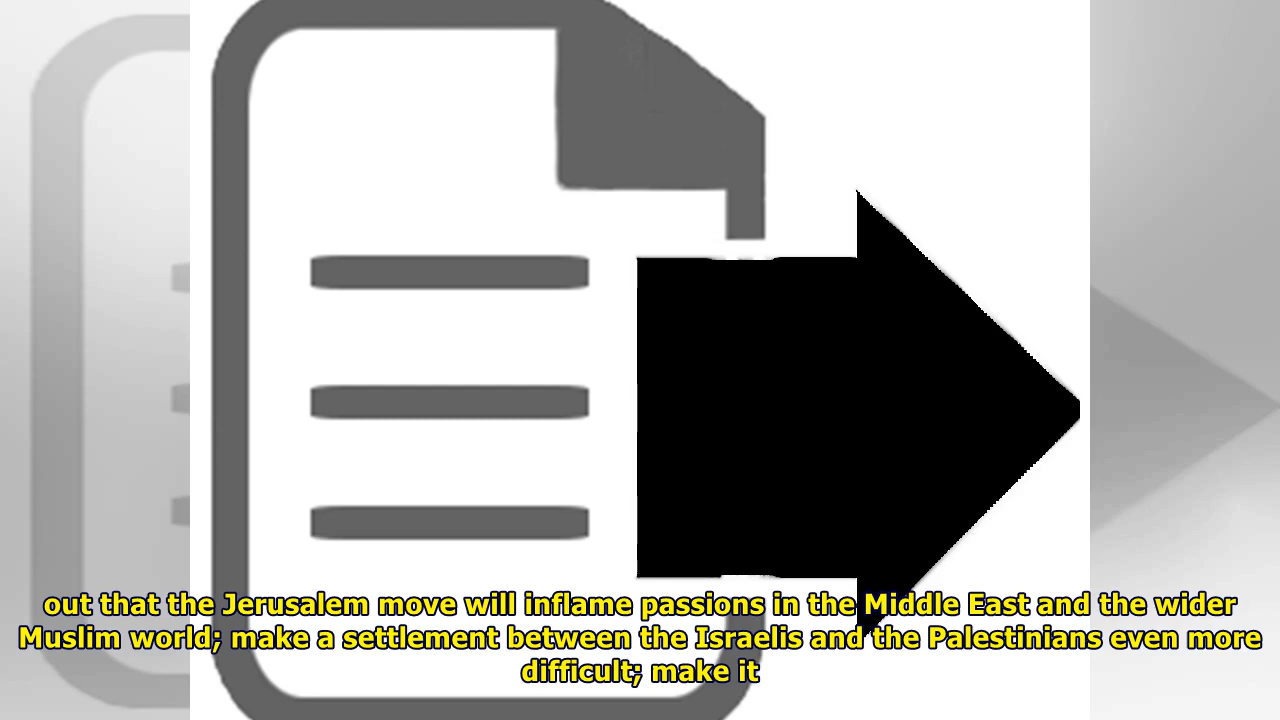 out that the Jerusalem move will inflame passions in the Middle East and the wider
Muslim world; make a settlement between the Israelis and the Palestinians even more
difficult; make it